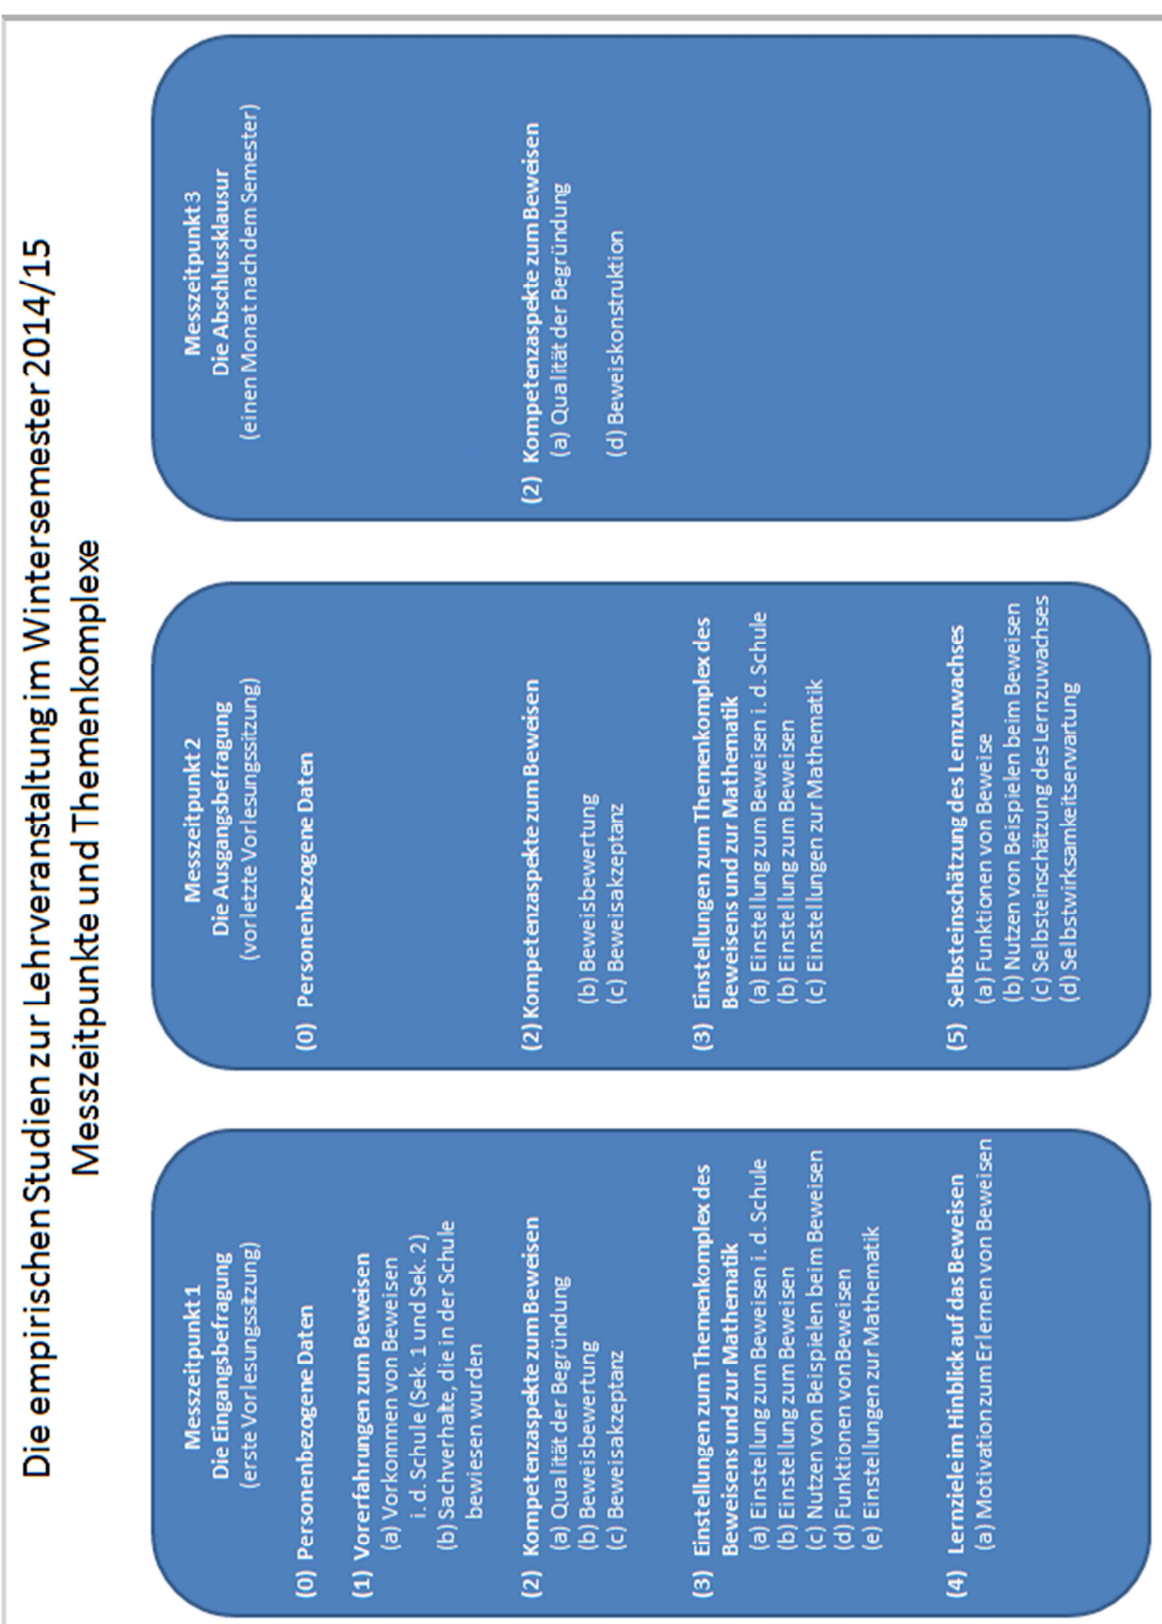 Die empirischen Studien zur Lehrveranstaltung im Wintersemester 2014/15
Messzeitpunkte und Themenkomplexe
Messzeitpunkt 1
Die Eingangsbefragung
(erste Vorlesungssitzung)
(0) Personenbezogene Daten
(1) Vorerfahrungen zum Beweisen
(a) Vorkommen von Beweisen
i. d. Schule (Sek. 1 und Sek. 2)
(b) Sachverhalte, die in der Schule
bewiesen wurden
(2) Kompetenzaspekte zum Beweisen
(a) Qualität der Begründung
(b) Beweisbewertung
(c) Beweisakzeptanz
(3) Einstellungen zum Themenkomplex des
Beweisens und zur Mathematik
(a) Einstellung zum Beweisen i. d. Schule
(b) Einstellung zum Beweisen
(c) Nutzen von Beispielen beim Beweisen
(d) Funktionen von Beweisen
(e) Einstellungen zur Mathematik
(4) Lernziele im Hinblick auf das Beweisen
(a) Motivation zum Erlernen von Beweisen
Messzeitpunkt 2
Die Ausgangsbefragung
(vorletzte Vorlesungssitzung)
(0) Personenbezogene Daten
(2) Kompetenzaspekte zum Beweisen
(b) Beweisbewertung
(c) Beweisakzeptanz
(3) Einstellungen zum Themenkomplex des
Beweisens und zur Mathematik
(a) Einstellung zum Beweisen i. d. Schule
(b) Einstellung zum Beweisen
(c) Einstellungen zur Mathematik
(5) Selbsteinschätzung des Lernzuwachses
(a) Funktionen von Beweise
(b) Nutzen von Beispielen beim Beweisen
(c) Selbsteinschätzung des Lernzuwachses
(d) Selbstwirksamkeitserwartung
Messzeitpunkt 3
Die Abschlussklausur
(einen Monat nach dem Semester)
(2) Kompetenzaspekte zum Beweisen
(a) Qualität der Begründung
(d) Beweiskonstruktion